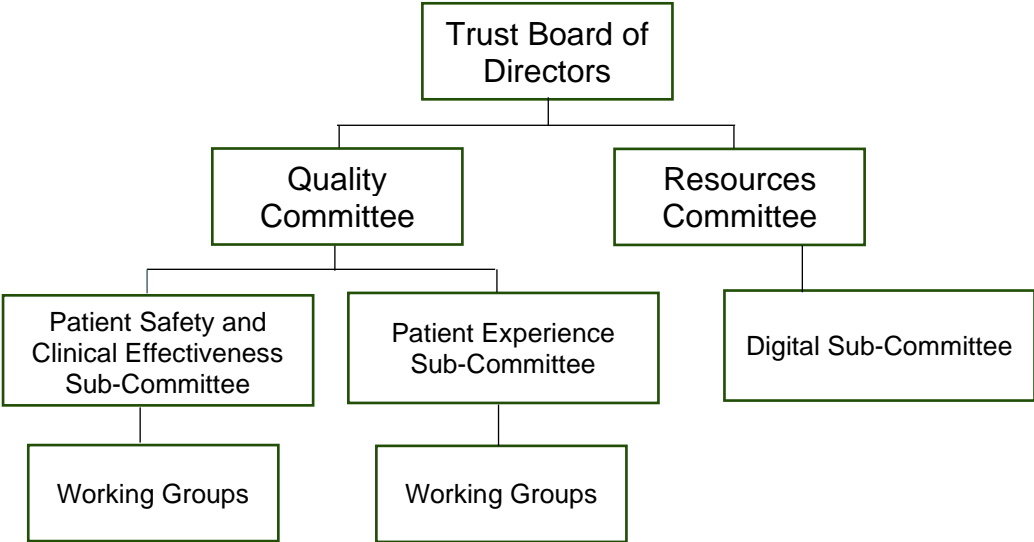 Trust Board of
Directors
Quality
Committee
Resources
Committee
Patient Safety and
Clinical Effectiveness
Sub-Committee
Patient Experience
Sub-Committee
Digital Sub-Committee
Working Groups
Working Groups